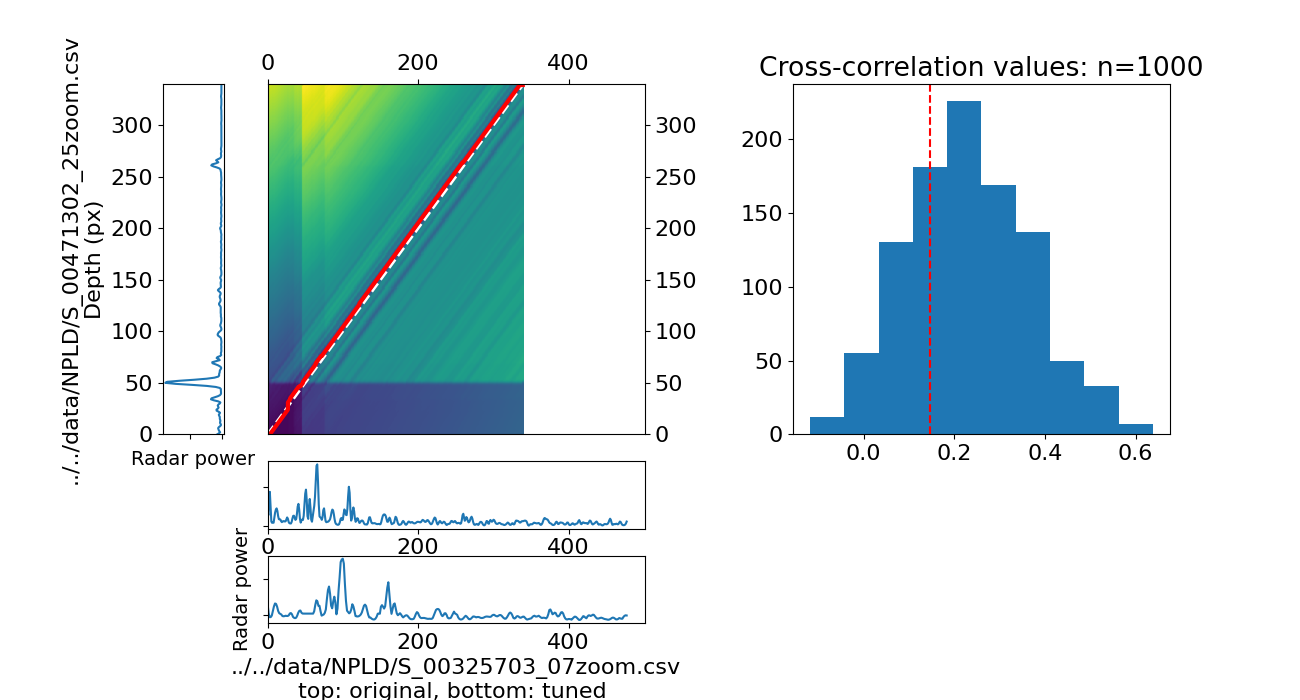 0 200 400
Cross-correlation values: n=1000
../../data/NPLD/S_00471302_25zoom.csv
Depth (px)
300
250
200
150
100
50
0
300
250
200
150
100
50
0
200
150
100
50
0
0.0 0.2 0.4 0.6
Radar power
0 200 400
Radar power
0 200 400
../../data/NPLD/S_00325703_07zoom.csv
top: original, bottom: tuned